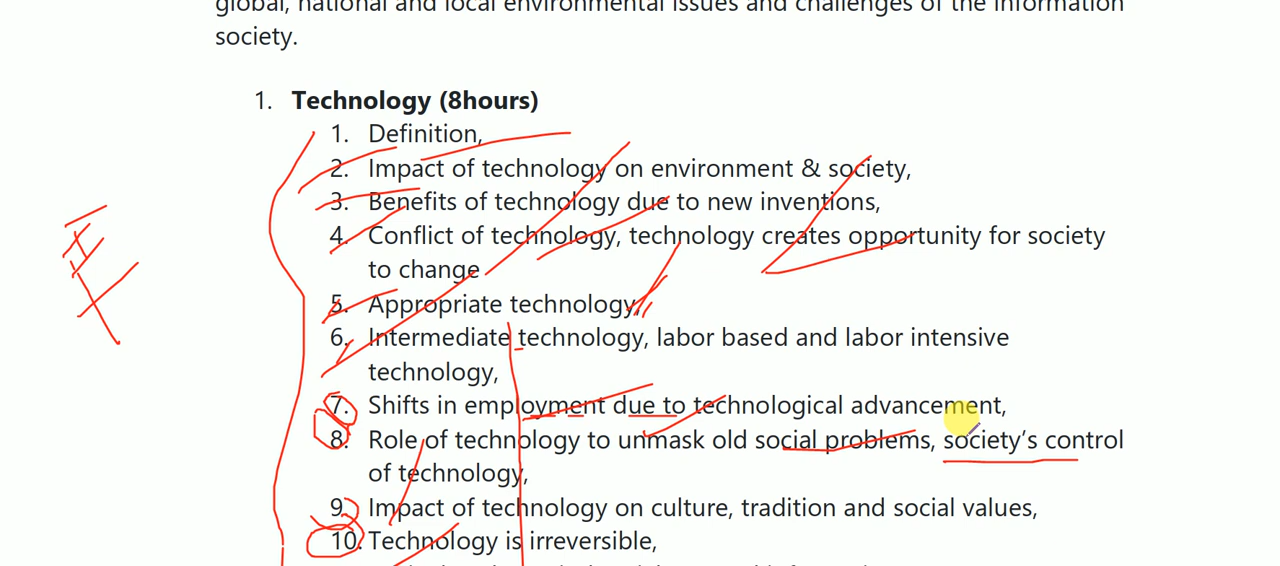 global, national and local environmental issues and challenges of the information
society.
1. Technology (8hours)
1. Definition,
2. Impact of technology on environment & society,
3. Benefits of technology due to new inventions,
4. Conflict of technology, technology creates opportunity for society
to change
5. Appropriate technology,
6. Intermediate technology, labor based and labor intensive
technology,
7. Shifts in employment due to technological advancement,
8. Role of technology to unmask old social problems, society's control
of technology,
9. Impact of technology on culture, tradition and social values,
10. Technology is irreversible,